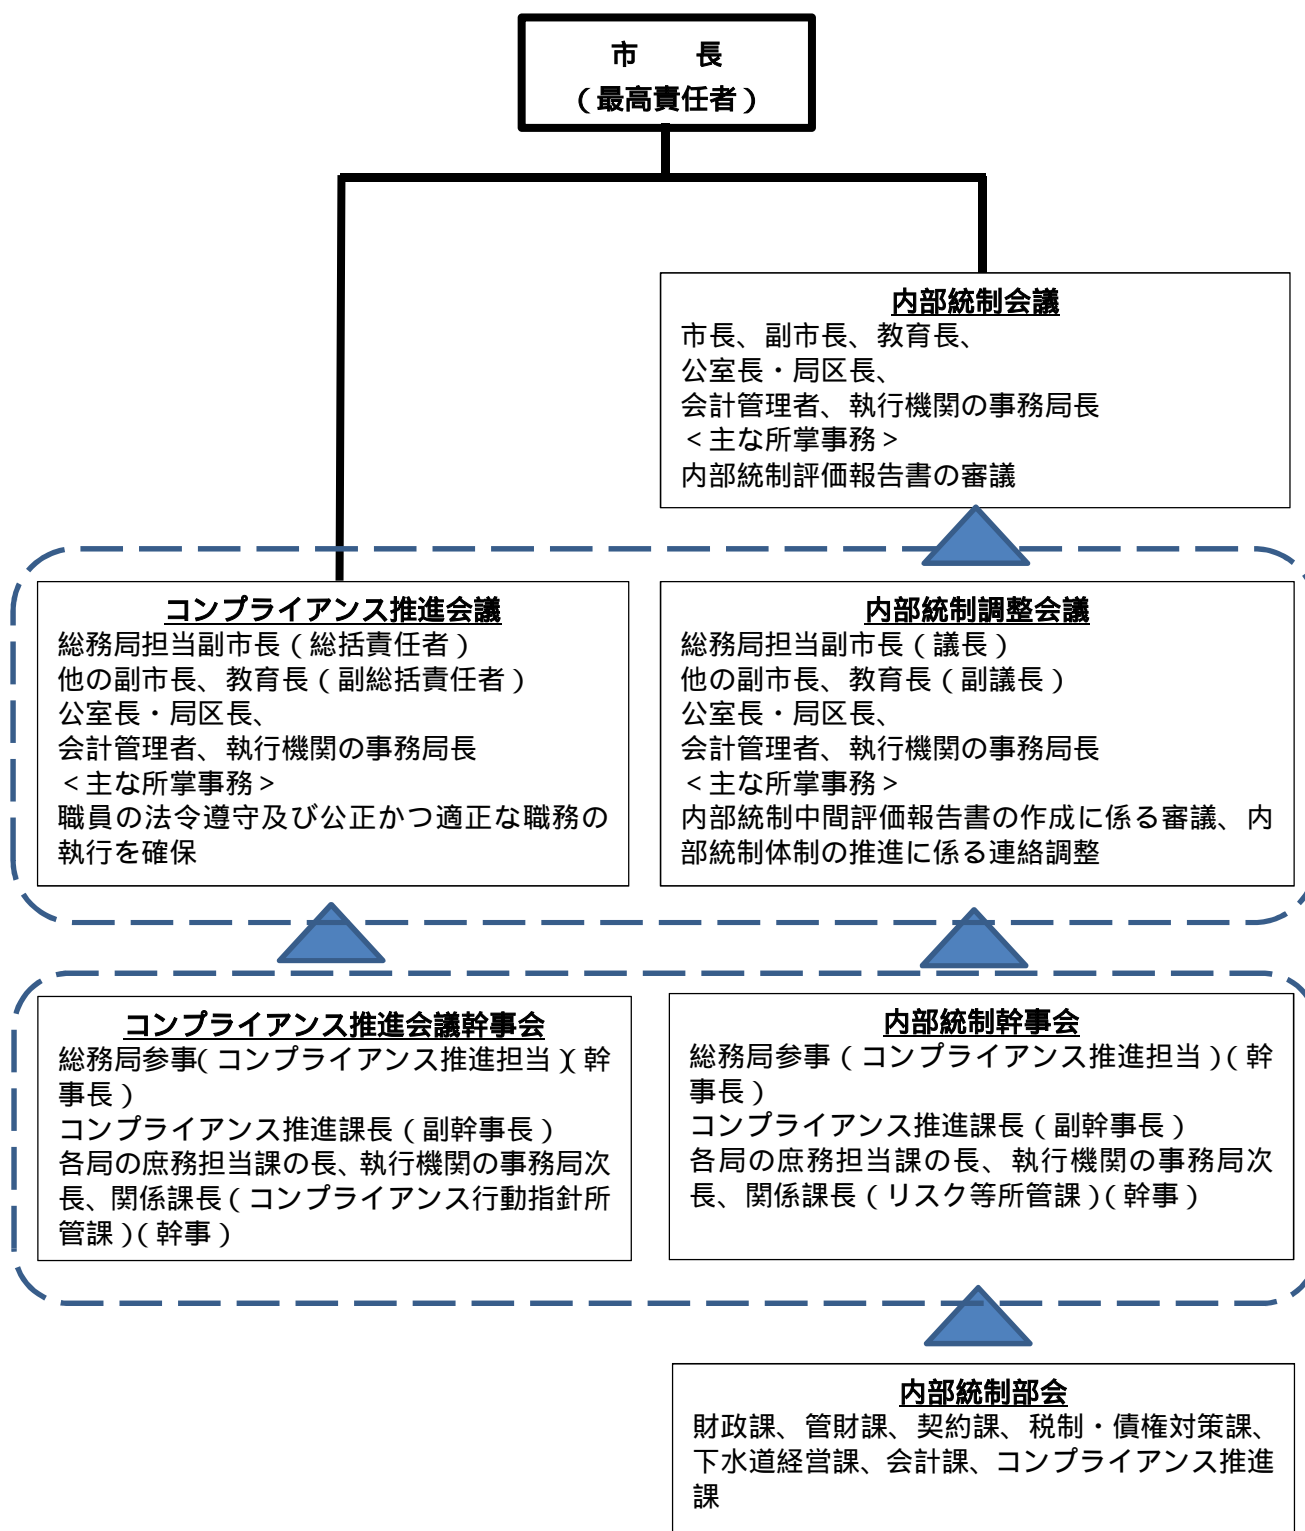 市　　長
（最高責任者）
内部統制会議
市長、副市長、教育長、
公室長・局区長、
会計管理者、執行機関の事務局長
＜主な所掌事務＞
内部統制評価報告書の審議
コンプライアンス推進会議
総務局担当副市長（総括責任者）
他の副市長、教育長（副総括責任者）
公室長・局区長、
会計管理者、執行機関の事務局長
＜主な所掌事務＞
職員の法令遵守及び公正かつ適正な職務の
執行を確保
内部統制調整会議
総務局担当副市長（議長）
他の副市長、教育長（副議長）
公室長・局区長、
会計管理者、執行機関の事務局長
＜主な所掌事務＞
内部統制中間評価報告書の作成に係る審議、内
部統制体制の推進に係る連絡調整
コンプライアンス推進会議幹事会
総務局参事（コンプライアンス推進担当）（幹
事長）
コンプライアンス推進課長（副幹事長）
各局の庶務担当課の長、執行機関の事務局次
長、関係課長（コンプライアンス行動指針所
管課）（幹事）
内部統制幹事会
総務局参事（コンプライアンス推進担当）（幹
事長）
コンプライアンス推進課長（副幹事長）
各局の庶務担当課の長、執行機関の事務局次
長、関係課長（リスク等所管課）（幹事）
内部統制部会
財政課、管財課、契約課、税制・債権対策課、
下水道経営課、会計課、コンプライアンス推進
課